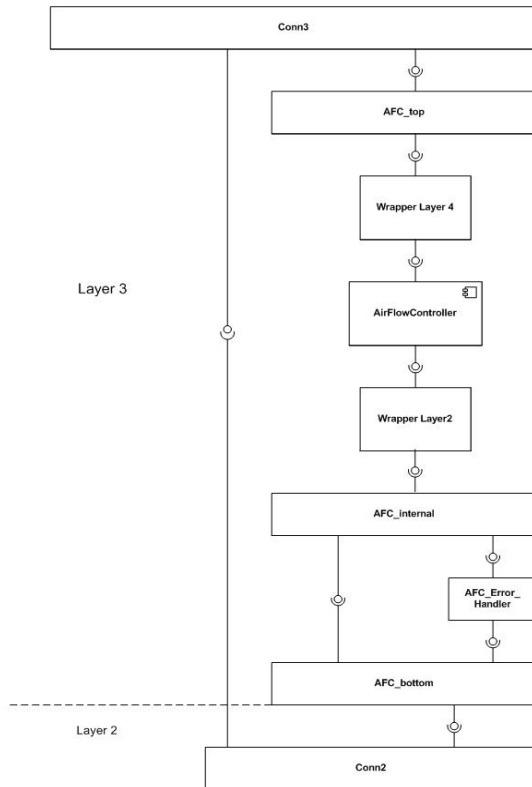 Conn3
AFC_top
Wrapper Layer 4
Layer 3
AirFlowController
Wrapper Layer2
AFC_internal
AFC_Error_
Handler
AFC_bottom
Layer 2
Conn2